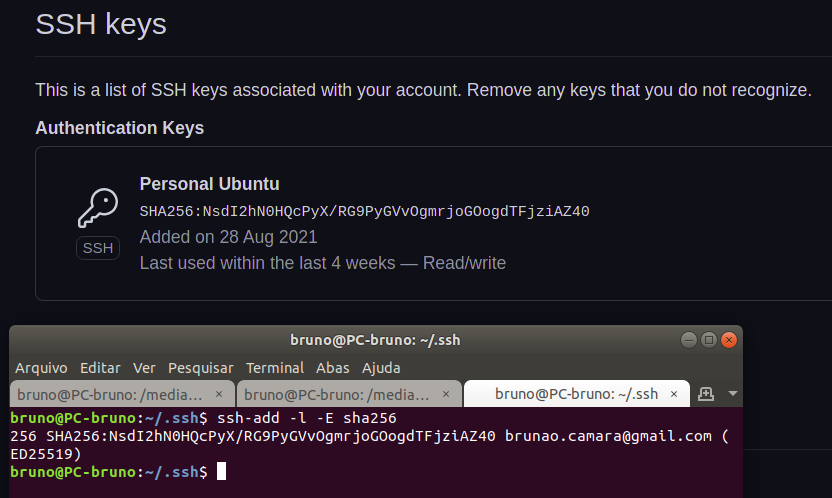 SSH keys
This is a list of SSH keys associated with your account. Remove any keys that you do not recognize.
Authentication Keys
Personal Ubuntu
SHA256:NsdI2hN0HQcPyX/RG9PyGVvOgmrjoGOogdTFjziAZ40
SSH
Added on 28 Aug 2021
Last used within the last 4 weeks — Read/write
bruno@PC-bruno: ~/.ssh
Arquivo Editar Ver Pesquisar Terminal Abas Ajuda
bruno@PC-bruno: /media... × bruno@PC-bruno: /media... × bruno@PC-bruno: ~/.ssh ×
bruno@PC-bruno:~/.ssh$ ssh-add -l -E sha256
256 SHA256:NsdI2hN0HQcPyX/RG9PyGVvOgmrjoGOogdTFjziAZ40 brunao.camara@gmail.com (
ED25519)
bruno@PC-bruno:~/.ssh$